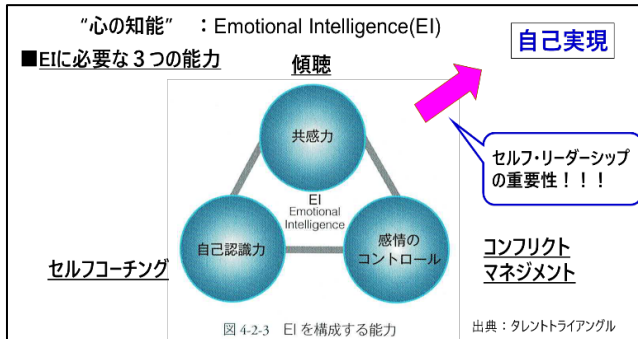 “心の知能” ：Emotional Intelligence(EI)
自己実現
■EIに必要な３つの能力
傾聴
共感力
セルフ・リーダーシップ
の重要性！！！
EI
Emotional
Intelligence
自己認識力
感情の
コントロール
セルフコーチング
コンフリクト
マネジメント
図 4-2-3 EI を構成する能力
出典：タレントトライアングル